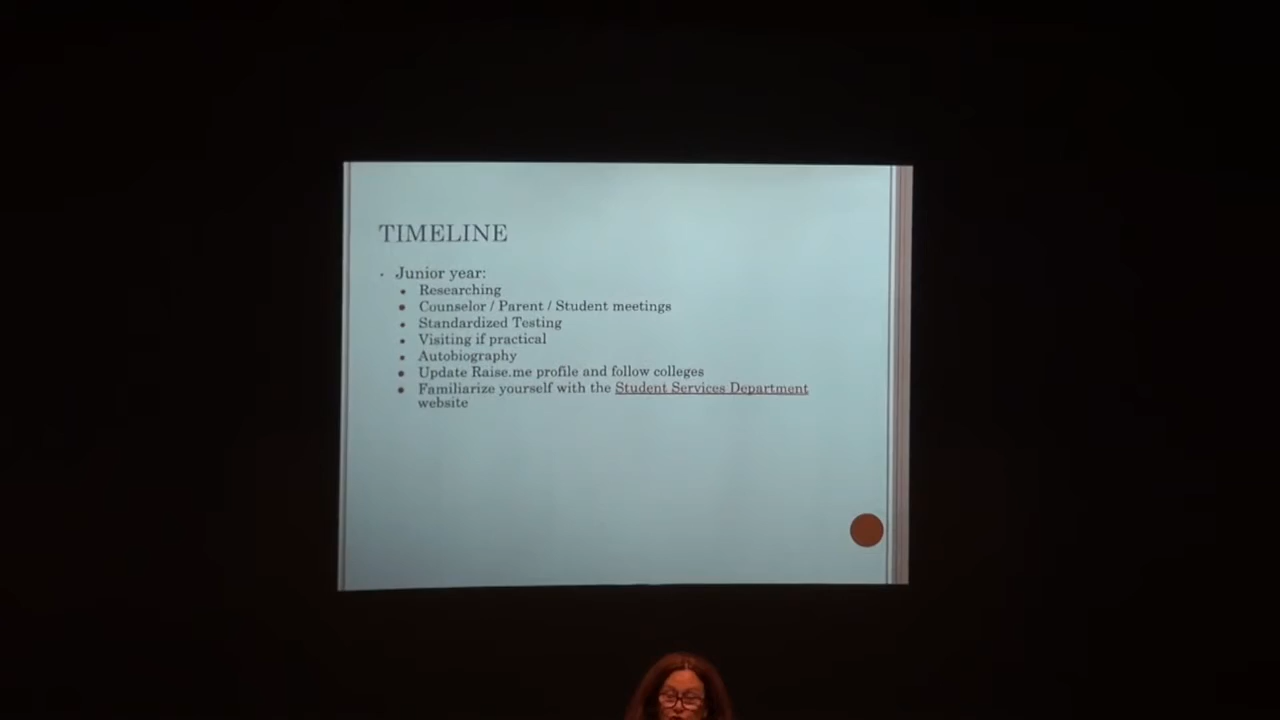 TIMELINE
• Junior year:
• Researching
• Counselor / Parent / Student meetings
• Standardized Testing
• Visiting if practical
• Autobiography
• Update Raise.me profile and follow colleges
• Familiarize yourself with the Student Services Department
website